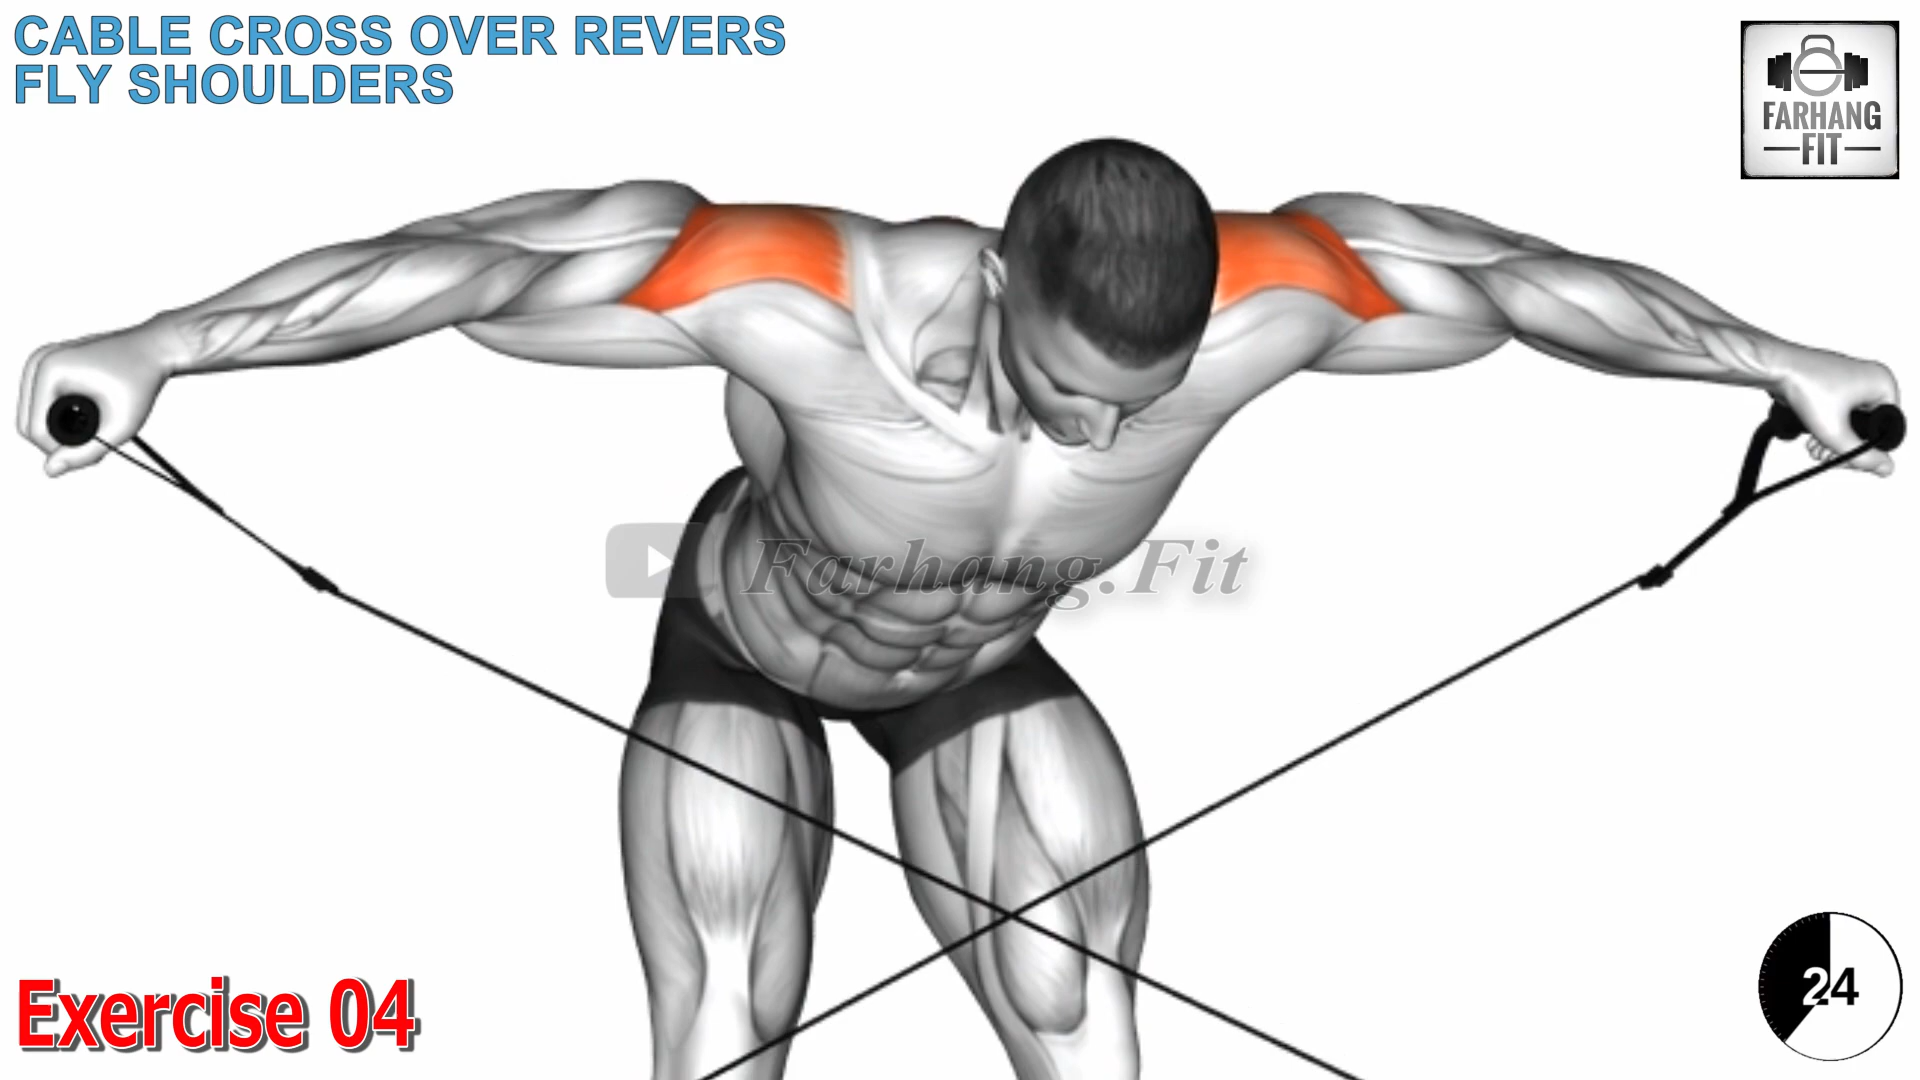 CABLE CROSS OVER REVERS
FLY SHOULDERS
FARHANG
FIT
Farhang.Fit
Exercise 04
24